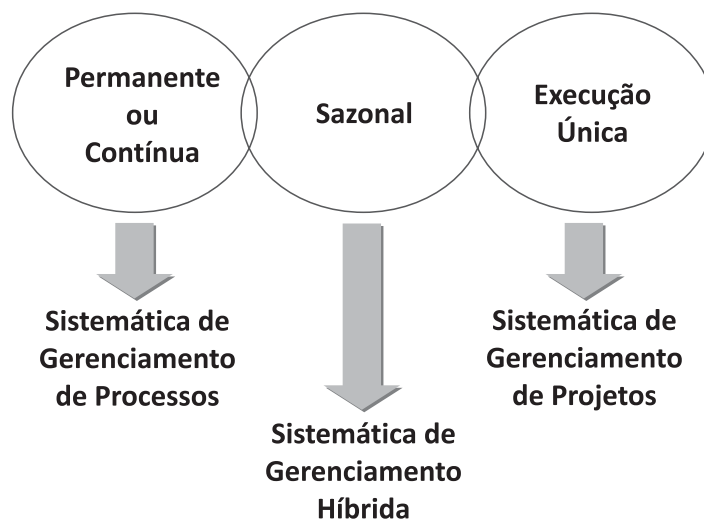 Permanente
ou
Contínua
Sazonal
Execução
Única
Sistemática de
Gerenciamento
de Processos
Sistemática de
Gerenciamento
Híbrida
Sistemática de
Gerenciamento
de Projetos